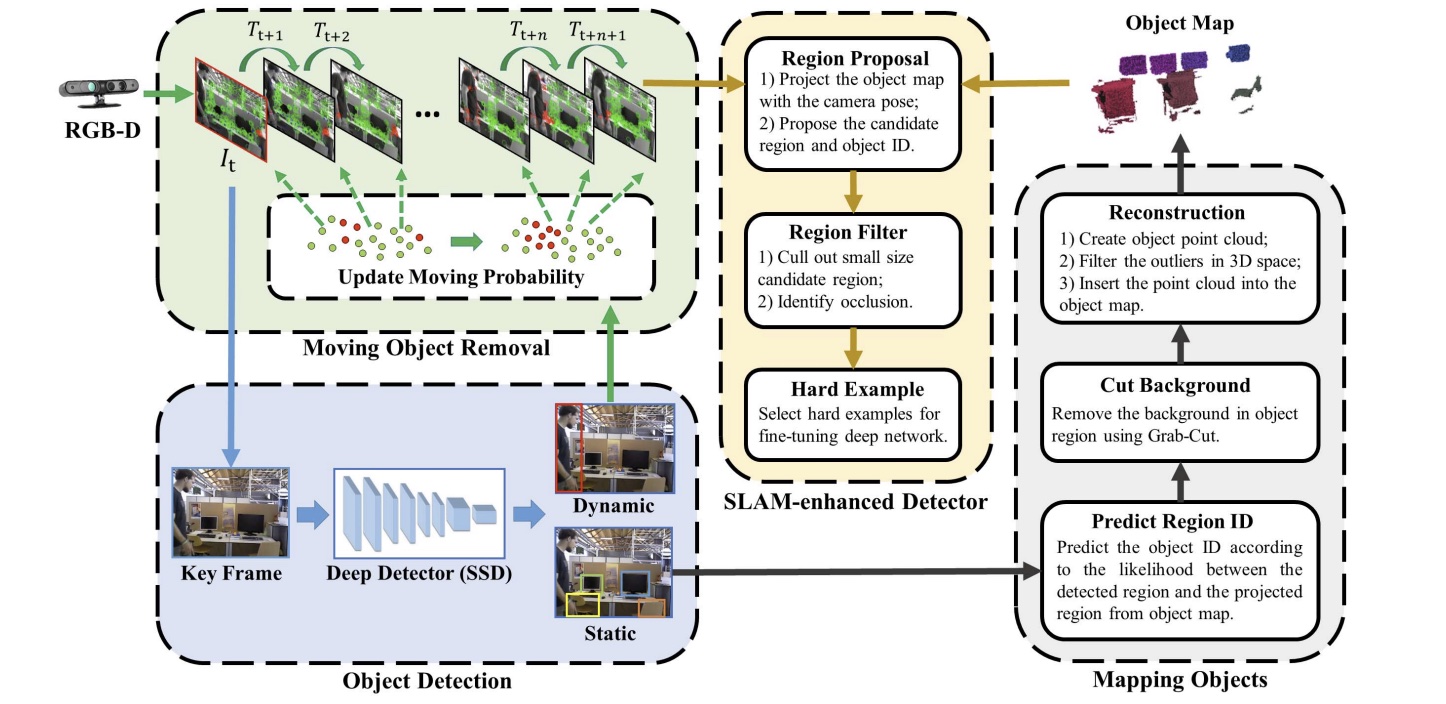 RGB-D
T_{t+1}
T_{t+2}
T_{t+n}
T_{t+n+1}
...
I_t
Update Moving Probability
Moving Object Removal
Key Frame
Deep Detector (SSD)
Dynamic
Static
Object Detection
Region Proposal
1) Project the object map
with the camera pose;
2) Propose the candidate
region and object ID.
Region Filter
1) Cull out small size
candidate region;
2) Identify occlusion.
Hard Example
Select hard examples for
fine-tuning deep network.
SLAM-enhanced Detector
Object Map
Reconstruction
1) Create object point cloud;
2) Filter the outliers in 3D space;
3) Insert the point cloud into the
object map.
Cut Background
Remove the background in object
region using Grab-Cut.
Predict Region ID
Predict the object ID according
to the likelihood between the
detected region and the projected
region from object map.
Mapping Objects